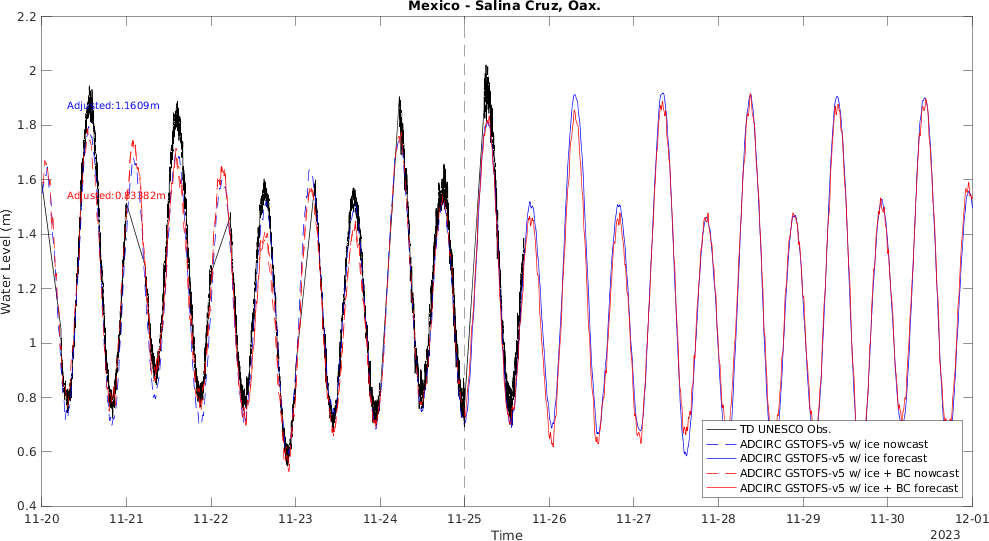 Mexico - Salina Cruz, Oax.
2.2
2
1.8
1.6
1.4
1.2
1
0.8
0.6
0.4
Water Level (m)
Adjusted:1.1609m
Adjusted:0.83382m
TD UNESCO Obs.
ADCIRC GSTOFS-v5 w/ ice nowcast
ADCIRC GSTOFS-v5 w/ ice forecast
ADCIRC GSTOFS-v5 w/ ice + BC nowcast
ADCIRC GSTOFS-v5 w/ ice + BC forecast
11-20 11-21 11-22 11-23 11-24 11-25 11-26 11-27 11-28 11-29 11-30 12-01
Time
2023